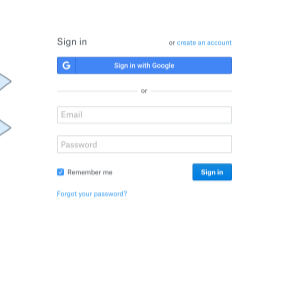 Sign in or create an account
G Sign in with Google
or
Email
Password
Remember me Sign in
Forgot your password?